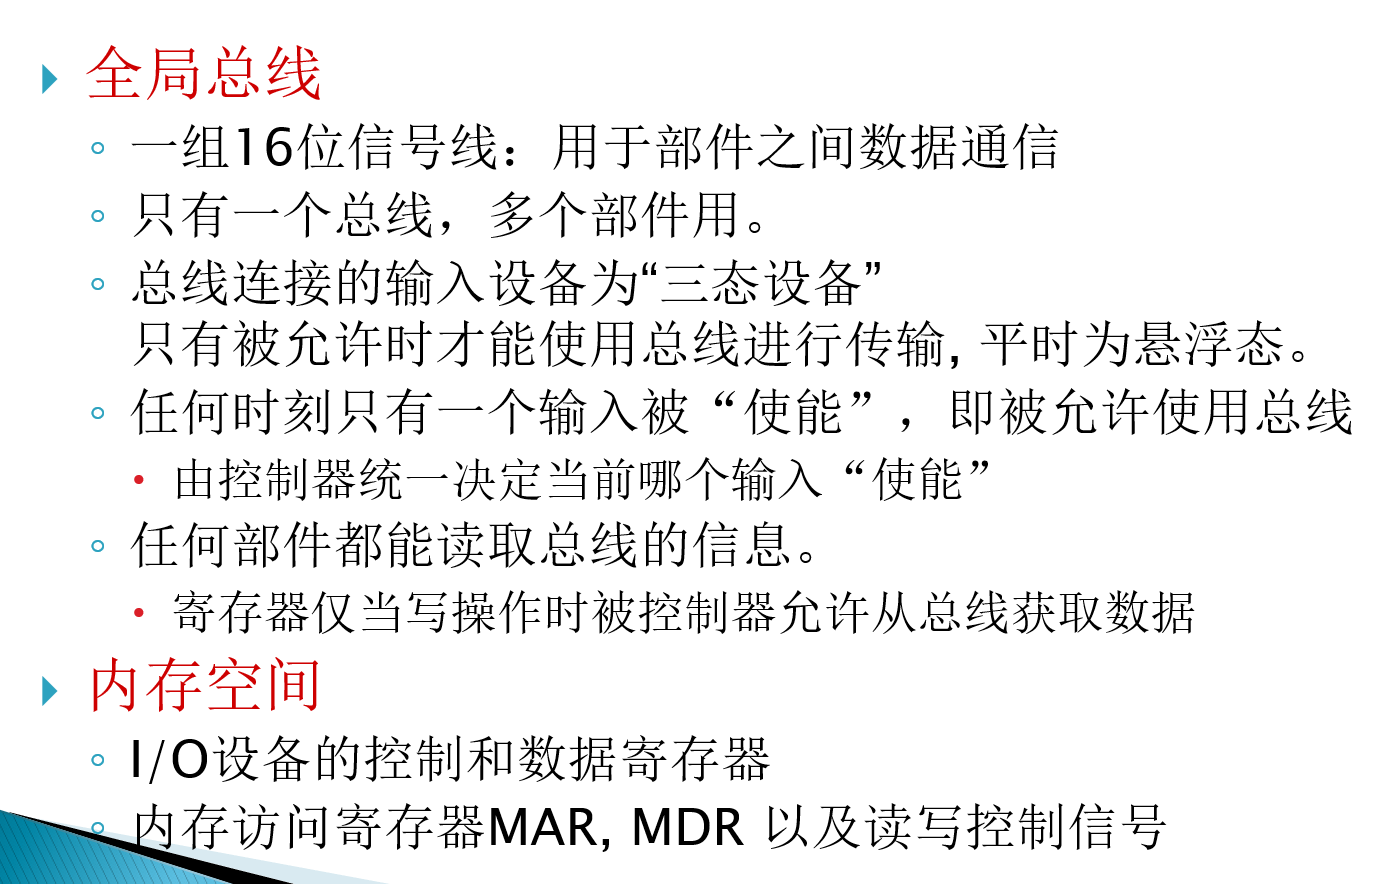 全局总线
一组16位信号线：用于部件之间数据通信
只有一个总线，多个部件用。
总线连接的输入设备为“三态设备”
只有被允许时才能使用总线进行传输, 平时为悬浮态。
任何时刻只有一个输入被“使能”，即被允许使用总线
由控制器统一决定当前哪个输入“使能”
任何部件都能读取总线的信息。
寄存器仅当写操作时被控制器允许从总线获取数据
内存空间
I/O设备的控制和数据寄存器
内存访问寄存器MAR, MDR 以及读写控制信号